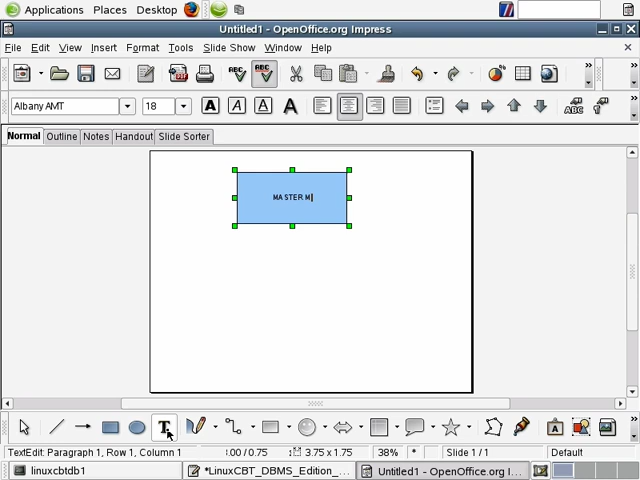 Applications Places Desktop
Untitled1 - OpenOffice.org Impress
File Edit View Insert Format Tools Slide Show Window Help
Albany AMT 18
Normal Outline Notes Handout Slide Sorter
MASTER M
TextEdit: Paragraph 1, Row 1, Column 1 :00 / 0.75 3.75 x 1.75 38% * Slide 1 / 1 Default
linuxcbtdb1 *LinuxCBT_DBMS_Edition_... Untitled1 - OpenOffice.org I...